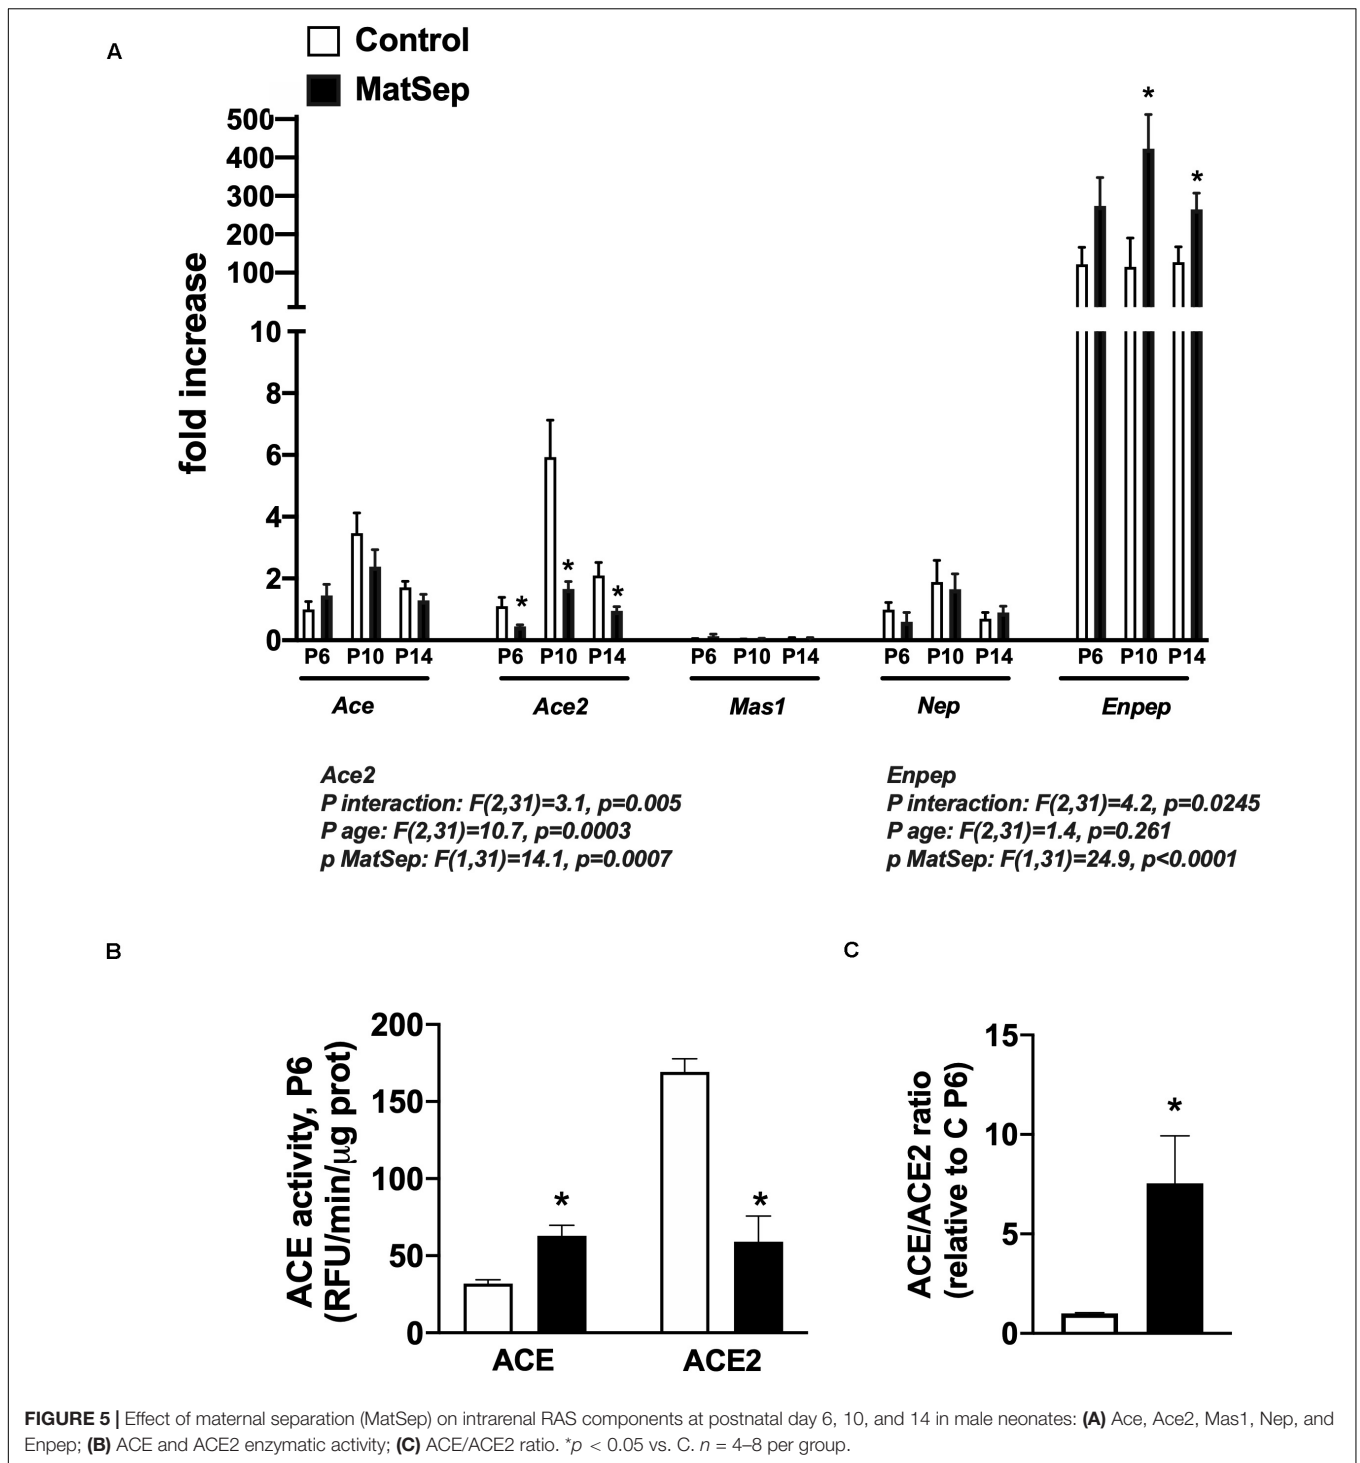 A
Control
MatSep
500
400
300
200
100
10
8
6
4
2
0
fold increase
*
*
*
*
*
P6 P10 P14 P6 P10 P14 P6 P10 P14 P6 P10 P14 P6 P10 P14
Ace Ace2 Mas1 Nep Enpep
Ace2
P interaction: F(2,31)=3.1, p=0.005
P age: F(2,31)=10.7, p=0.0003
p MatSep: F(1,31)=14.1, p=0.0007
Enpep
P interaction: F(2,31)=4.2, p=0.0245
P age: F(2,31)=1.4, p=0.261
p MatSep: F(1,31)=24.9, p<0.0001
B
ACE activity, P6
(RFU/min/µg prot)
200
150
100
50
0
*
*
ACE ACE2
C
ACE/ACE2 ratio
(relative to C P6)
15
10
5
0
*
FIGURE 5 | Effect of maternal separation (MatSep) on intrarenal RAS components at postnatal day 6, 10, and 14 in male neonates: (A) Ace, Ace2, Mas1, Nep, and
Enpep; (B) ACE and ACE2 enzymatic activity; (C) ACE/ACE2 ratio. *p < 0.05 vs. C. n = 4–8 per group.